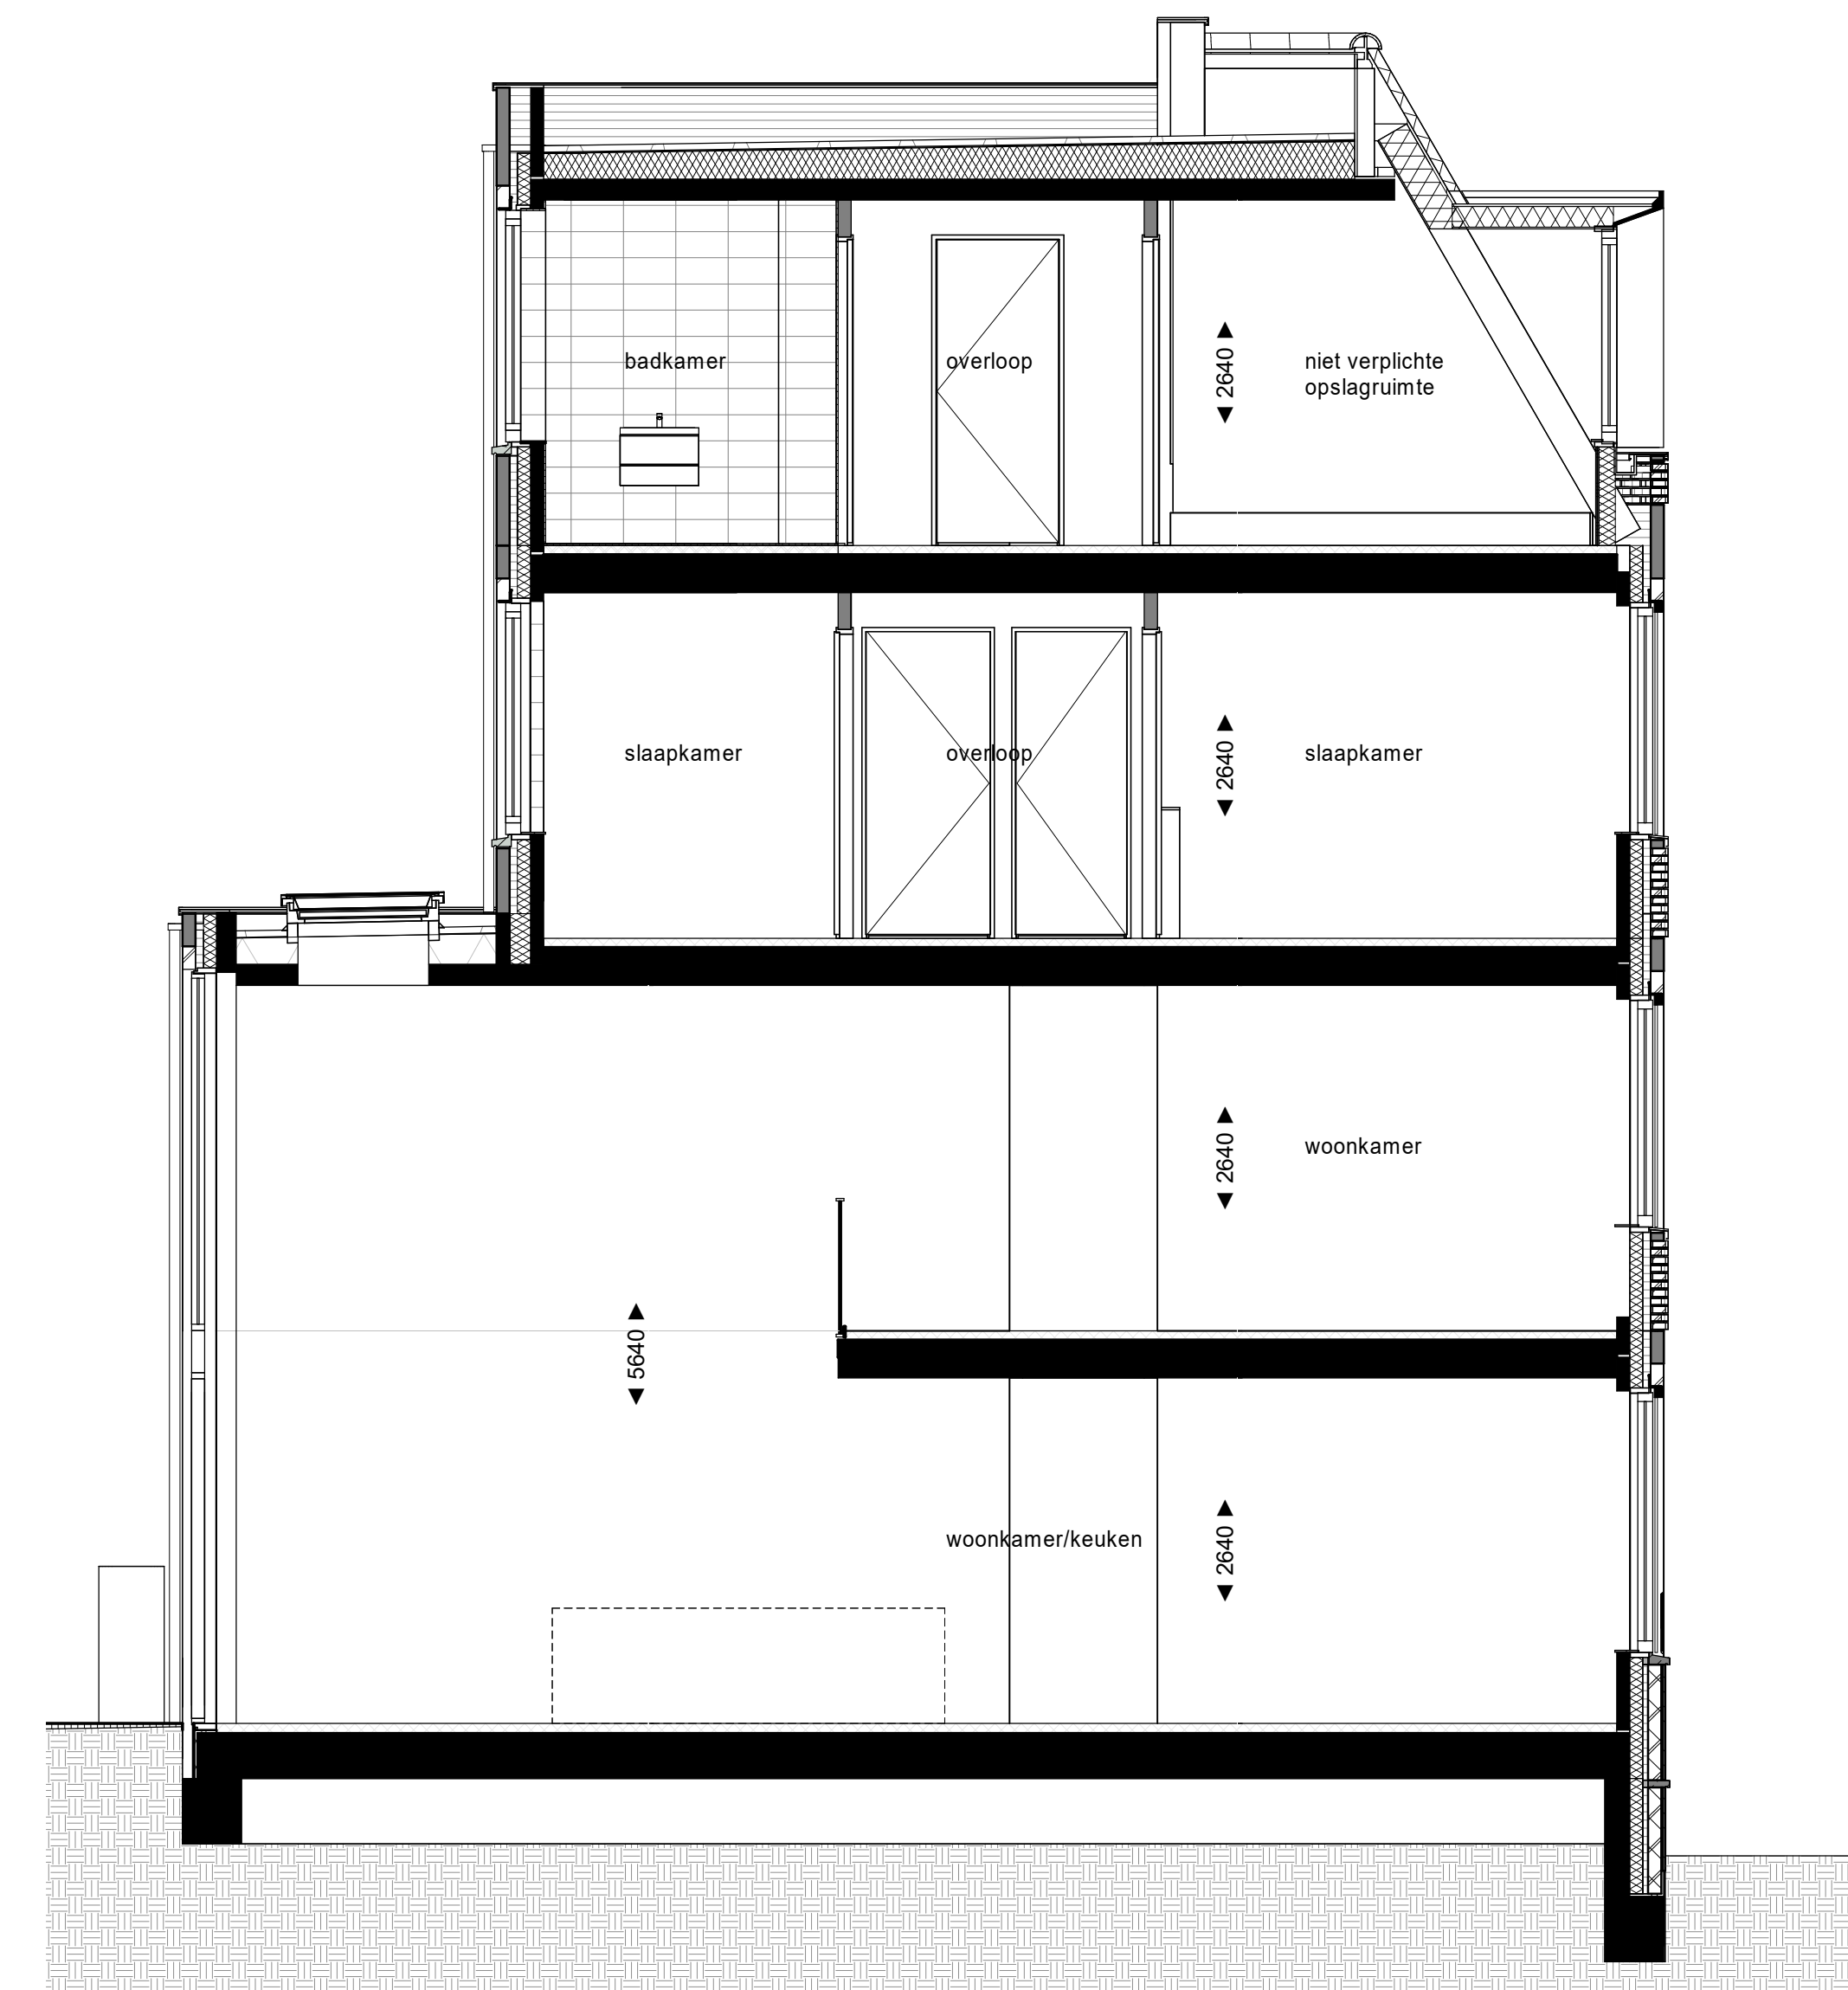 badkamer
overloop
2640
niet verplichte
opslagruimte
slaapkamer
overloop
2640
slaapkamer
2640
woonkamer
5640
woonkamer/keuken
2640